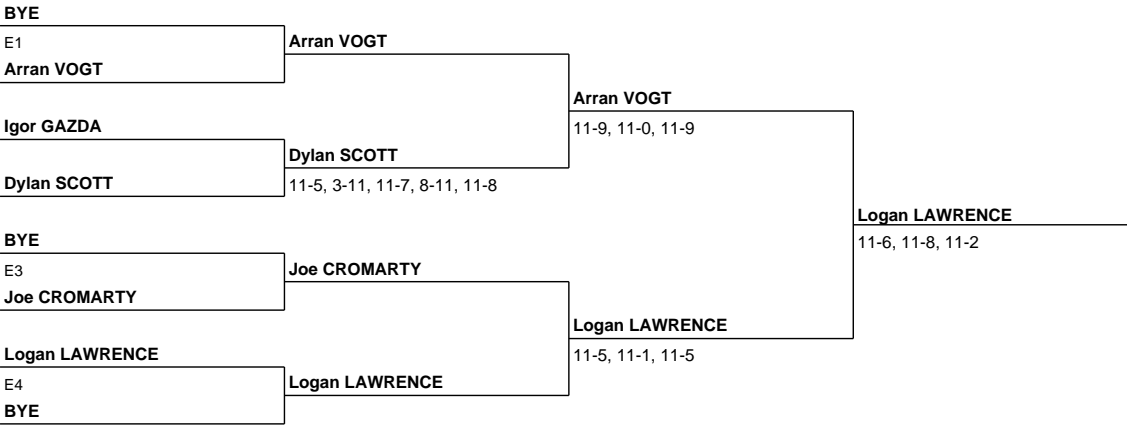 BYE
E1
Arran VOGT
Arran VOGT
Igor GAZDA
Dylan SCOTT
Dylan SCOTT
11-5, 3-11, 11-7, 8-11, 11-8
Arran VOGT
11-9, 11-0, 11-9
BYE
E3
Joe CROMARTY
Joe CROMARTY
Logan LAWRENCE
E4
BYE
Logan LAWRENCE
Logan LAWRENCE
11-5, 11-1, 11-5
Logan LAWRENCE
11-6, 11-8, 11-2